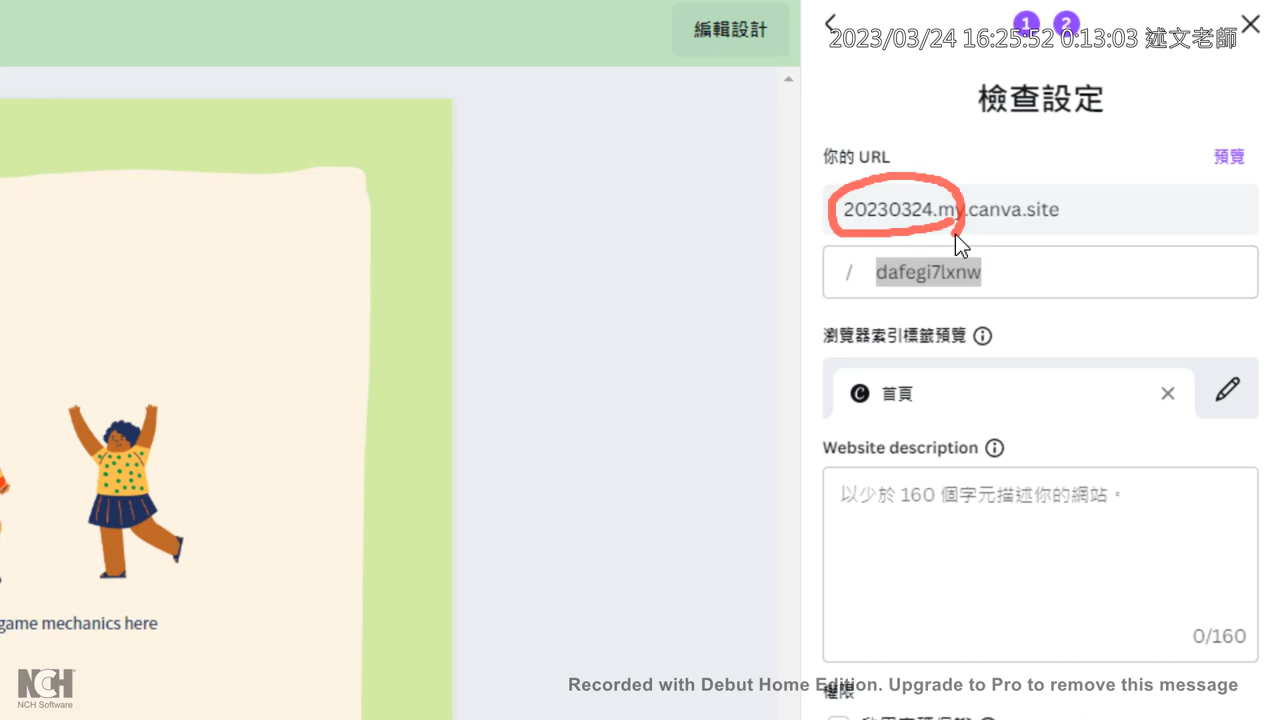 編輯設計
1 2
2023/03/24 16:25:52 0:13:03 述文老師
檢查設定
你的 URL
預覽
20230324.my.canva.site
/ dafegi7lxnw
瀏覽器索引標籤預覽
首頁
Website description
以少於 160 個字元描述你的網站。
game mechanics here
0/160
NCH
NCH Software
Recorded with Debut Home Edition. Upgrade to Pro to remove this message
權限